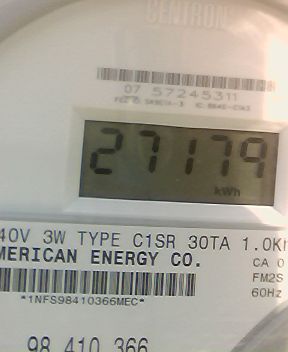 CENTRON
07 57245311
27179
kWh
40V 3W TYPE C1SR 30TA 1.0K
MERICAN ENERGY CO.
CA 0
FM2S
60Hz
*1NFS98410366MEC*
98 410 366